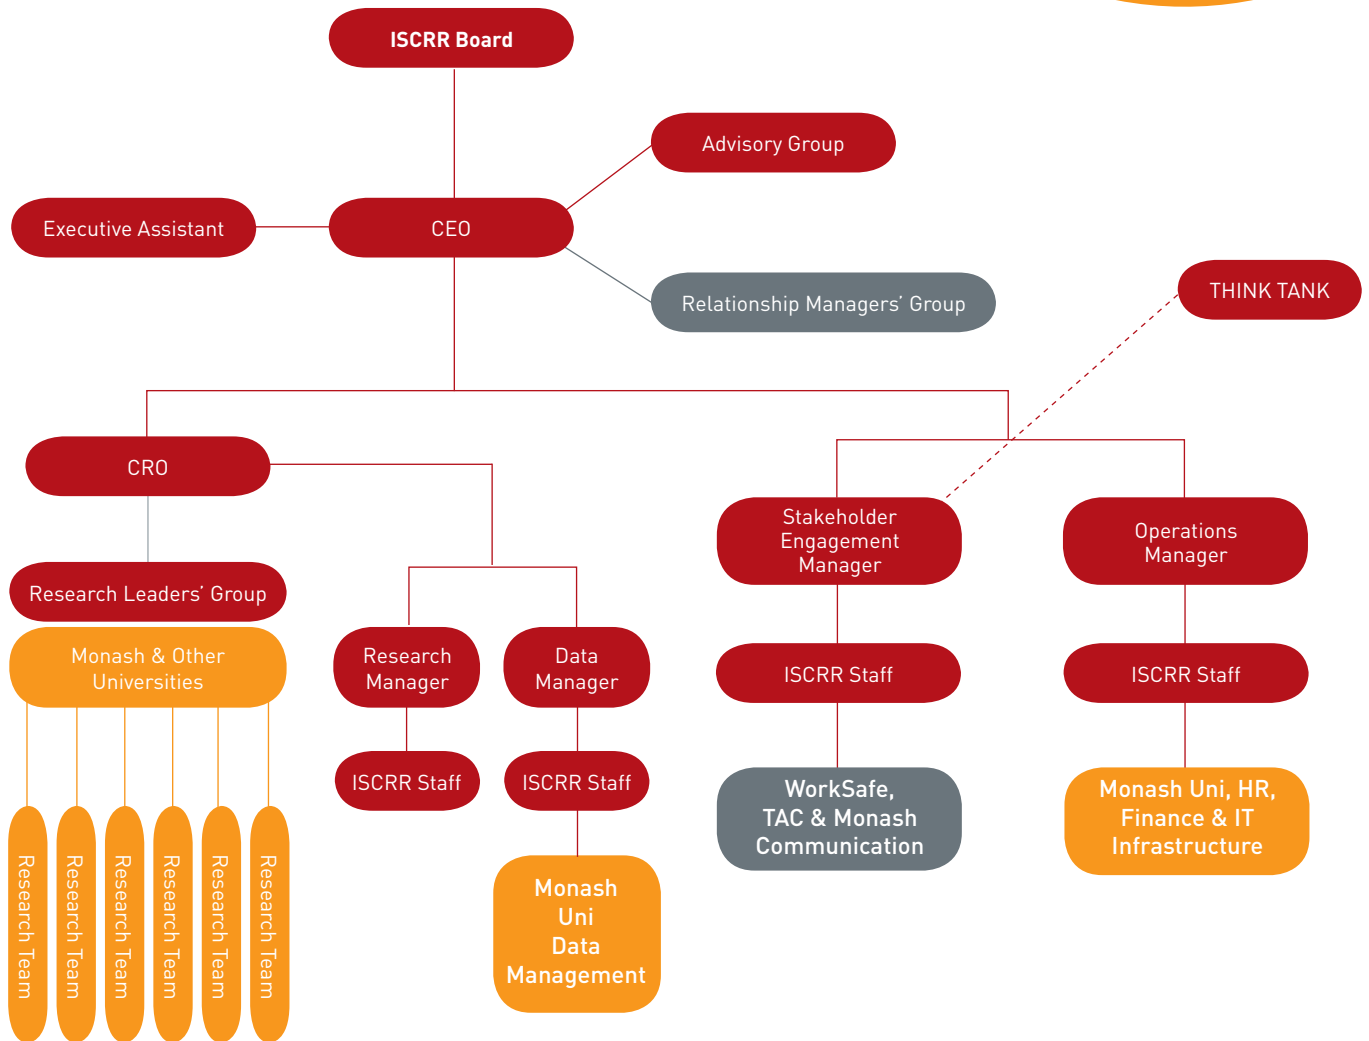 ISCRR Board
Advisory Group
Executive Assistant
CEO
Relationship Managers’ Group
THINK TANK
CRO
Stakeholder
Engagement
Manager
Operations
Manager
Research Leaders’ Group
Monash & Other
Universities
Research
Manager
Data
Manager
ISCRR Staff
ISCRR Staff
ISCRR Staff
ISCRR Staff
WorkSafe,
TAC & Monash
Communication
Monash Uni, HR,
Finance & IT
Infrastructure
Research Team
Research Team
Research Team
Research Team
Research Team
Research Team
Monash
Uni
Data
Management